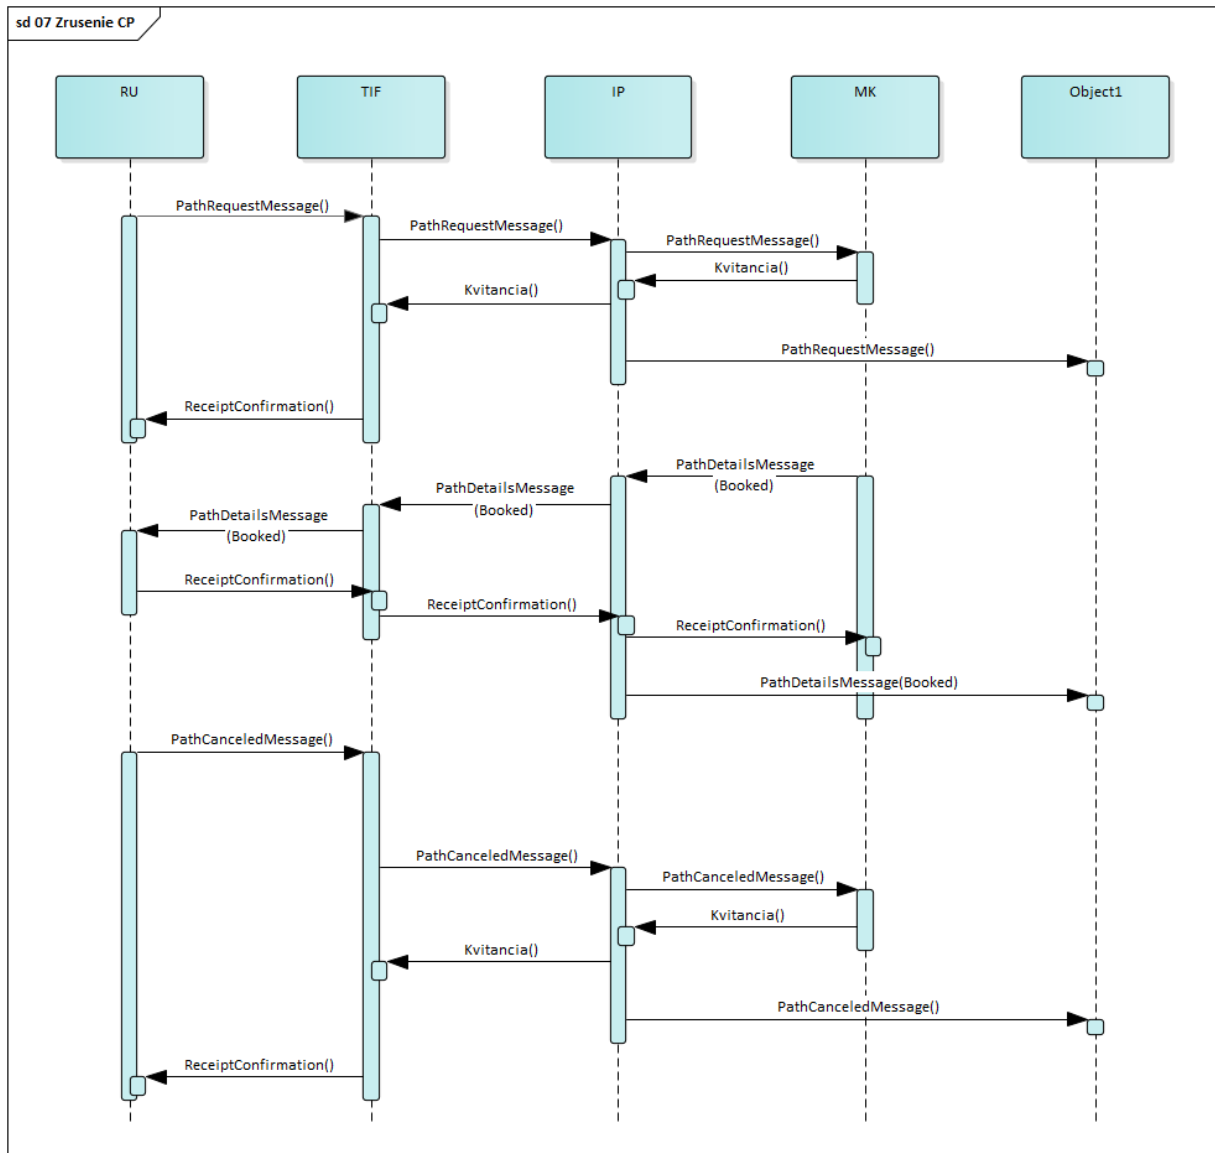 sd 07 Zrusenie CP
RU
TIF
IP
MK
Object1
PathRequestMessage()
PathRequestMessage()
PathRequestMessage()
Kvitancia()
Kvitancia()
PathRequestMessage()
ReceiptConfirmation()
PathDetailsMessage
(Booked)
PathDetailsMessage
(Booked)
PathDetailsMessage
(Booked)
ReceiptConfirmation()
ReceiptConfirmation()
ReceiptConfirmation()
PathDetailsMessage(Booked)
PathCanceledMessage()
PathCanceledMessage()
PathCanceledMessage()
Kvitancia()
Kvitancia()
PathCanceledMessage()
ReceiptConfirmation()